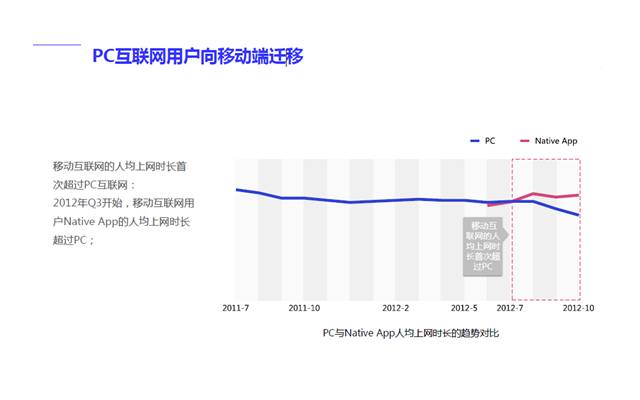 PC互联网用户向移动端迁移
PC
Native App
移动互联网的人均上网时长首
次超过PC互联网：
2012年Q3开始，移动互联网用
户Native App的人均上网时长
超过PC；
移动互
联网的人
均上网时
长首次超
过PC
2011-7
2011-10
2012-2
2012-5
2012-7
2012-10
PC与Native App人均上网时长的趋势对比